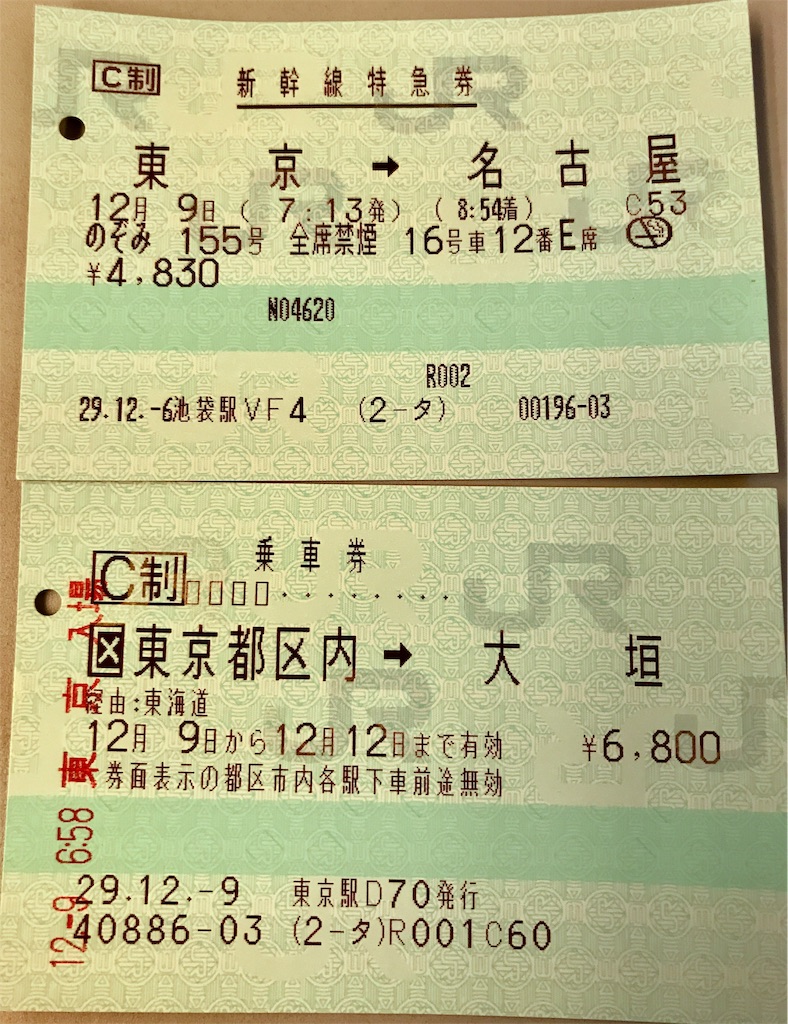 C制 新幹線特急券
東京 → 名古屋
12月 9日 ( 7:13発) ( 8:54着) C53
のぞみ 155号 全席禁煙 16号車12番E席
¥4,830
N04620
R002
29.12.-6池袋駅VF4 (2-タ) 00196-03
C制 乗車券
□□□□········
区東京都区内 → 大垣
経由:東海道
12月 9日から12月12日まで有効 ¥6,800
券面表示の都区市内各駅下車前途無効
29.12.-9 東京駅D70発行
40886-03 (2-タ)R001C60
12-9 6:58 東京入場
JR
JR